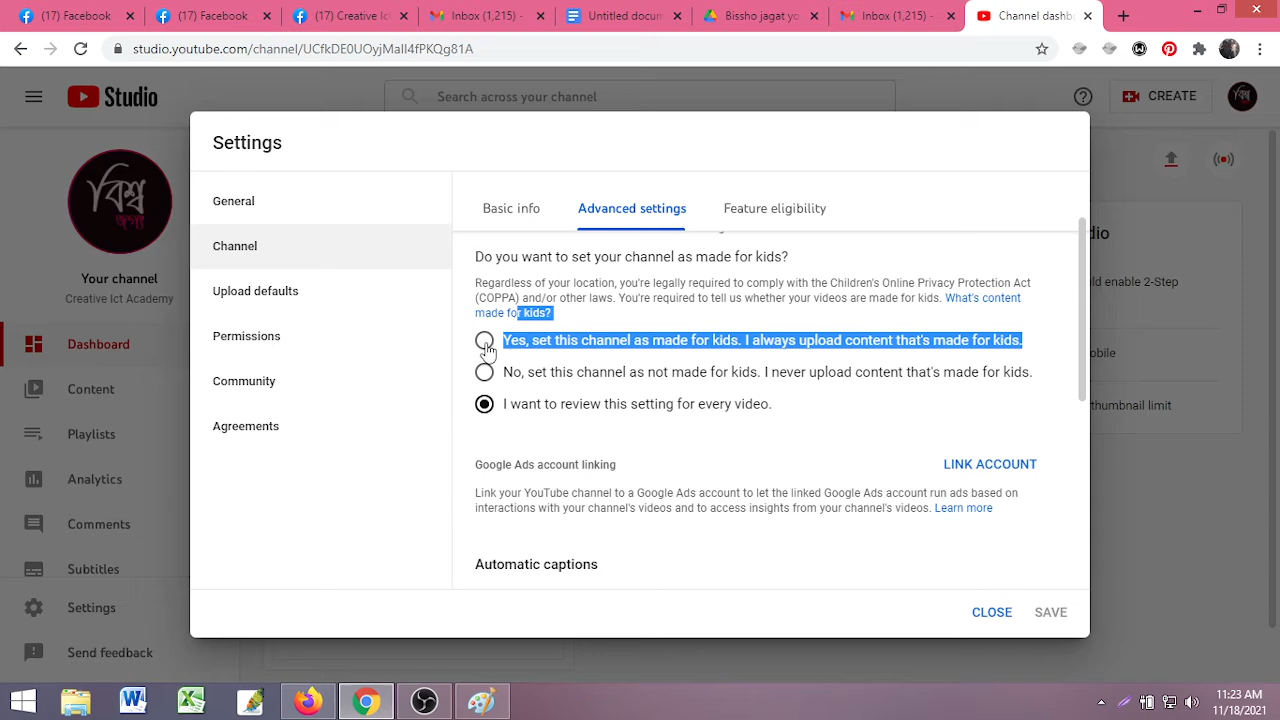 (17) Facebook
(17) Facebook
(17) Creative Ict
Inbox (1,215) -
Untitled docum
Bissho jagat yo
Inbox (1,215) -
Channel dashbo
studio.youtube.com/channel/UCfkDE0UOyjMall4fPKQg81A
Studio
Search across your channel
CREATE
বিশ্ব
জগৎ
Your channel
Creative Ict Academy
Dashboard
Content
Playlists
Analytics
Comments
Subtitles
Settings
Send feedback
Settings
General
Channel
Upload defaults
Permissions
Community
Agreements
Basic info
Advanced settings
Feature eligibility
Do you want to set your channel as made for kids?
Regardless of your location, you're legally required to comply with the Children's Online Privacy Protection Act
(COPPA) and/or other laws. You're required to tell us whether your videos are made for kids. What's content
made for kids?
Yes, set this channel as made for kids. I always upload content that's made for kids.
No, set this channel as not made for kids. I never upload content that's made for kids.
I want to review this setting for every video.
Google Ads account linking
LINK ACCOUNT
Link your YouTube channel to a Google Ads account to let the linked Google Ads account run ads based on
interactions with your channel's videos and to access insights from your channel's videos. Learn more
Automatic captions
CLOSE
SAVE
dio
uld enable 2-Step
obile
thumbnail limit
11:23 AM
11/18/2021